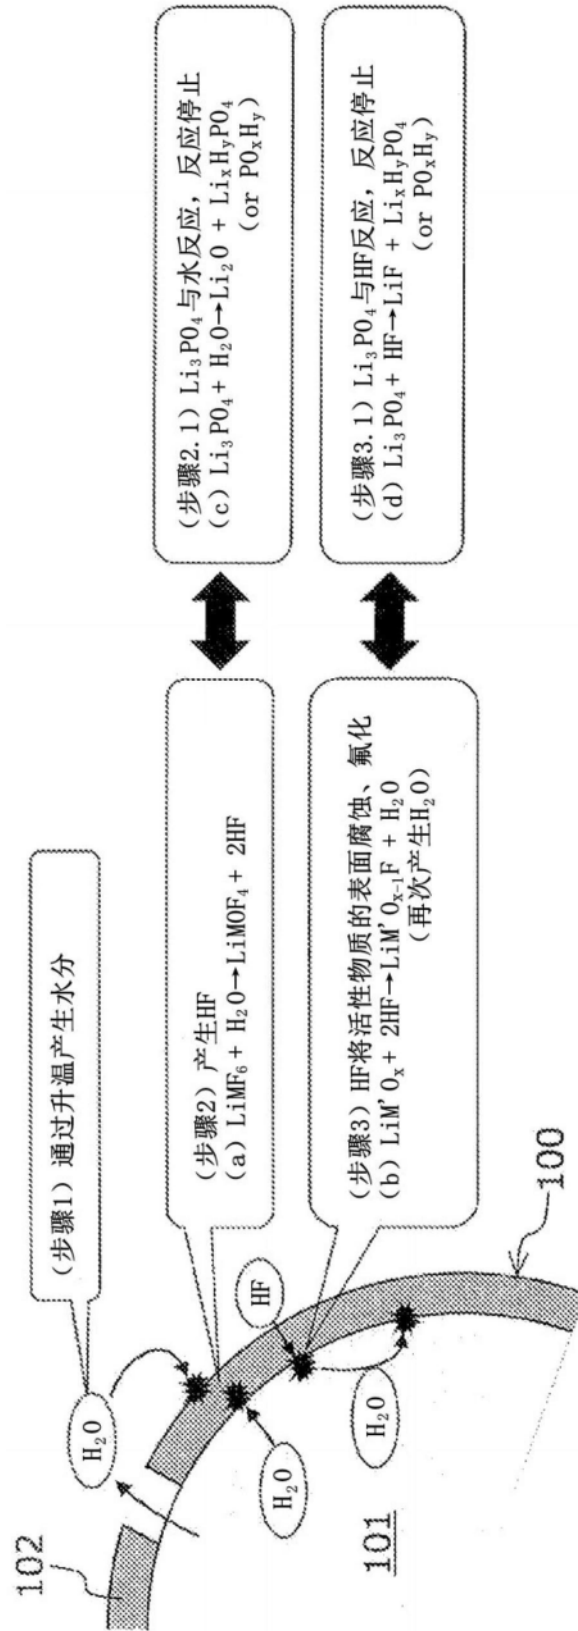 (步骤1) 通过升温产生水分
(步骤2) 产生HF
(a) LiMF₆ + H₂O→LiMOF₄ + 2HF
(步骤2.1) Li₃PO₄与水反应, 反应停止
(c) Li₃PO₄ + H₂O→Li₂O + LiₓHᵧPO₄
(or POₓHᵧ)
(步骤3) HF将活性物质的表面腐蚀、氟化
(b) LiM'Oₓ + 2HF→LiM'Oₓ₋₁F + H₂O
(再次产生H₂O)
(步骤3.1) Li₃PO₄与HF反应, 反应停止
(d) Li₃PO₄ + HF→LiF + LiₓHᵧPO₄
(or POₓHᵧ)
102
H₂O
H₂O
HF
H₂O
101
100